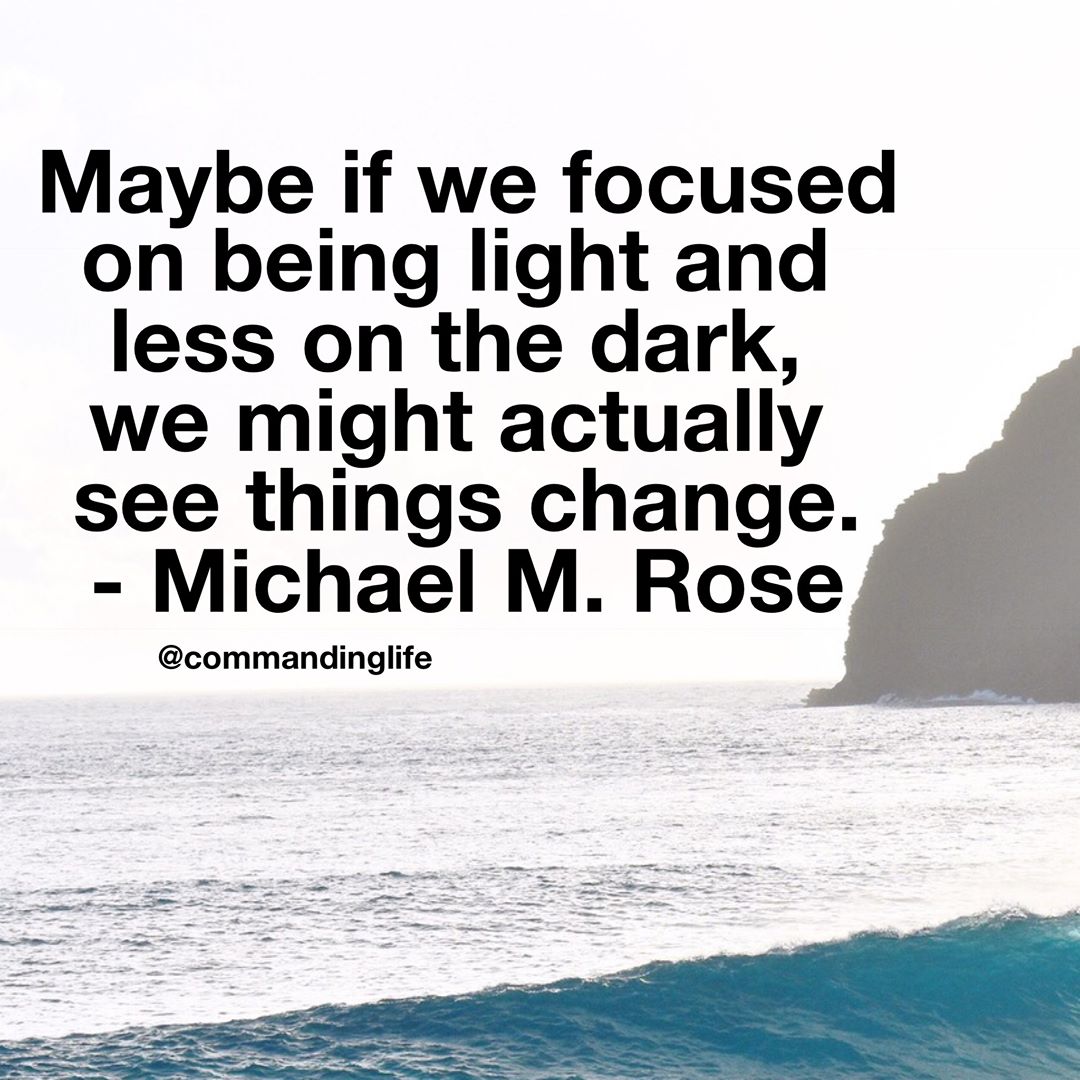 Maybe if we focused
on being light and
less on the dark,
we might actually
see things change.
- Michael M. Rose
@commandinglife